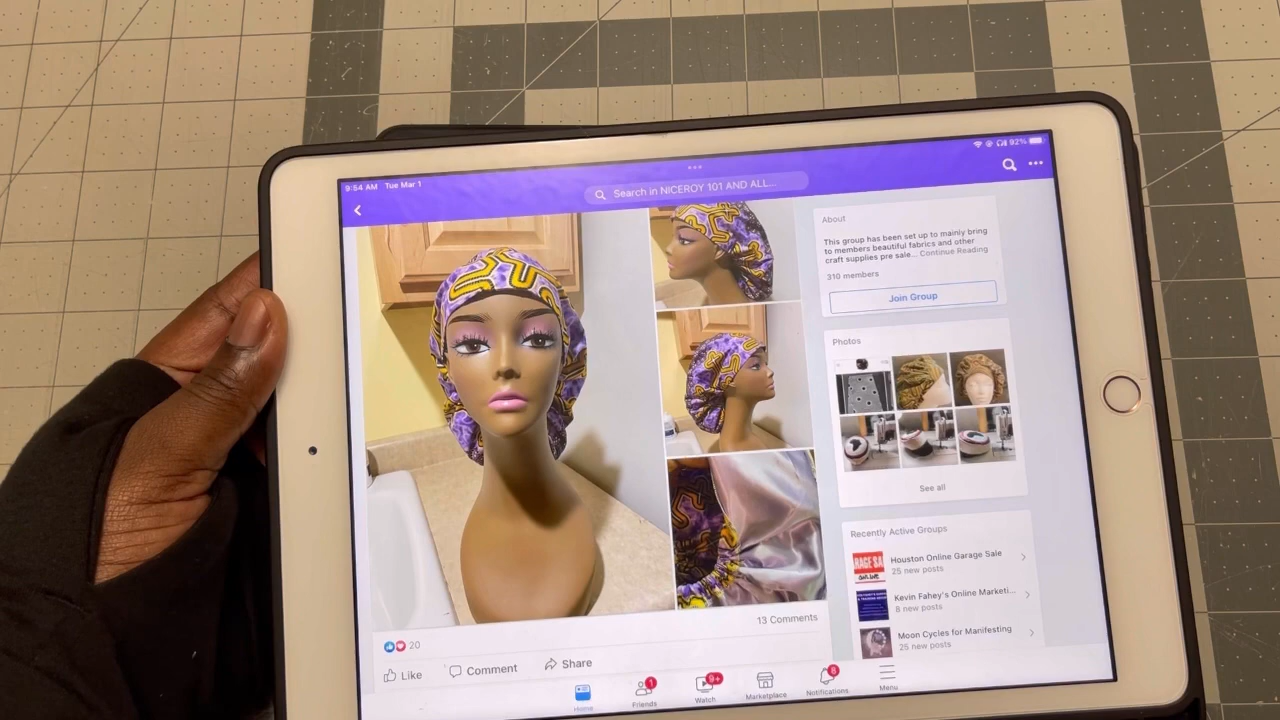 9:54 AM Tue Mar 1
92%
Search in NICEROY 101 AND ALL...
About
This group has been set up to mainly bring
to members beautiful fabrics and other
craft supplies pre sale... Continue Reading
310 members
Join Group
Photos
See all
Recently Active Groups
Houston Online Garage Sale
25 new posts
Kevin Fahey's Online Marketi...
8 new posts
Moon Cycles for Manifesting
25 new posts
20
13 Comments
Like
Comment
Share
1
9+
8
Home
Friends
Watch
Marketplace
Notifications
Menu